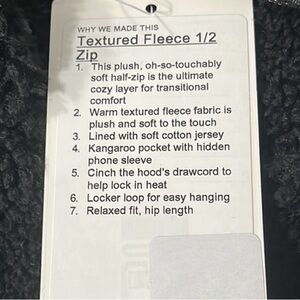 WHY WE MADE THIS
Textured Fleece 1/2
Zip
1. This plush, oh-so-touchably
soft half-zip is the ultimate
cozy layer for transitional
comfort
2. Warm textured fleece fabric is
plush and soft to the touch
3. Lined with soft cotton jersey
4. Kangaroo pocket with hidden
phone sleeve
5. Cinch the hood's drawcord to
help lock in heat
6. Locker loop for easy hanging
7. Relaxed fit, hip length